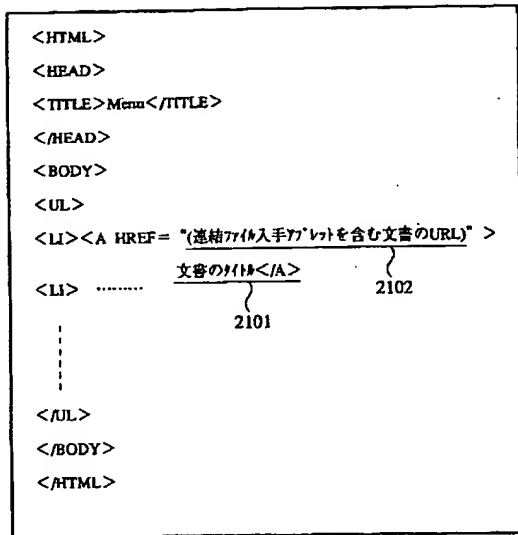 <HTML>
<HEAD>
<TITLE>Menu</TITLE>
</HEAD>
<BODY>
<UL>
<LI><A HREF= "(連結ファイル入手アプレットを含む文書のURL)" >
文書のタイトル</A>
2102
<LI> ………
2101
</UL>
</BODY>
</HTML>